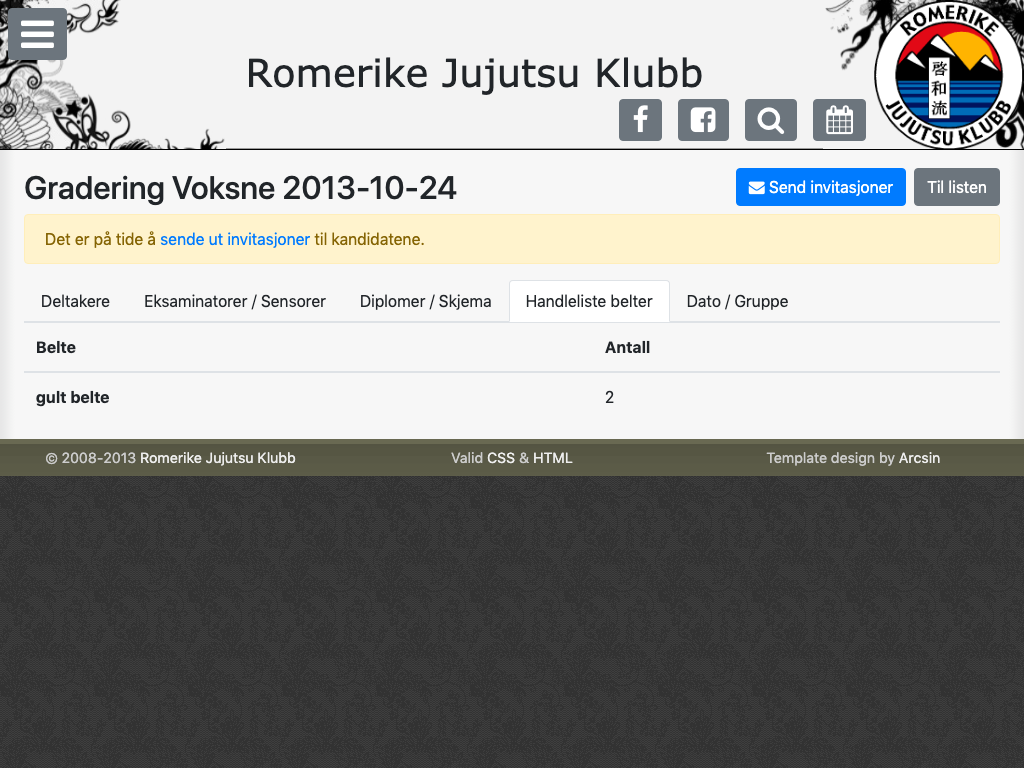 Romerike Jujutsu Klubb
ROMERIKE
啓和流
JUJUTSU KLUBB
Gradering Voksne 2013-10-24
Send invitasjoner
Til listen
Det er på tide å sende ut invitasjoner til kandidatene.
Deltakere
Eksaminatorer / Sensorer
Diplomer / Skjema
Handleliste belter
Dato / Gruppe
Belte
Antall
gult belte
2
© 2008-2013 Romerike Jujutsu Klubb
Valid CSS & HTML
Template design by Arcsin